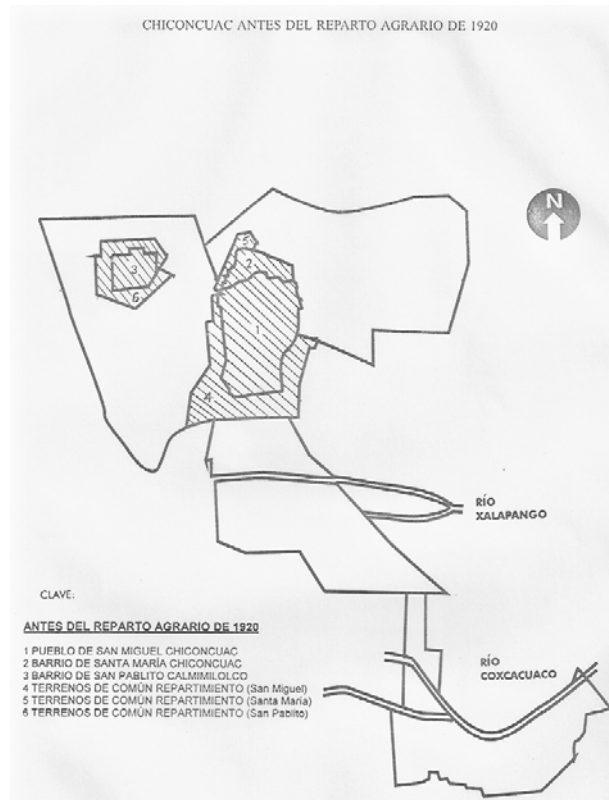 CHICONCUAC ANTES DEL REPARTO AGRARIO DE 1920
N
5
2
3
6
1
4
RÍO
XALAPANGO
CLAVE:
ANTES DEL REPARTO AGRARIO DE 1920
1 PUEBLO DE SAN MIGUEL CHICONCUAC
2 BARRIO DE SANTA MARÍA CHICONCUAC
3 BARRIO DE SAN PABLITO CALMIMILOLCO
4 TERRENOS DE COMÚN REPARTIMIENTO (San Miguel)
5 TERRENOS DE COMÚN REPARTIMIENTO (Santa María)
6 TERRENOS DE COMÚN REPARTIMIENTO (San Pablito)
RÍO
COXCACUACO